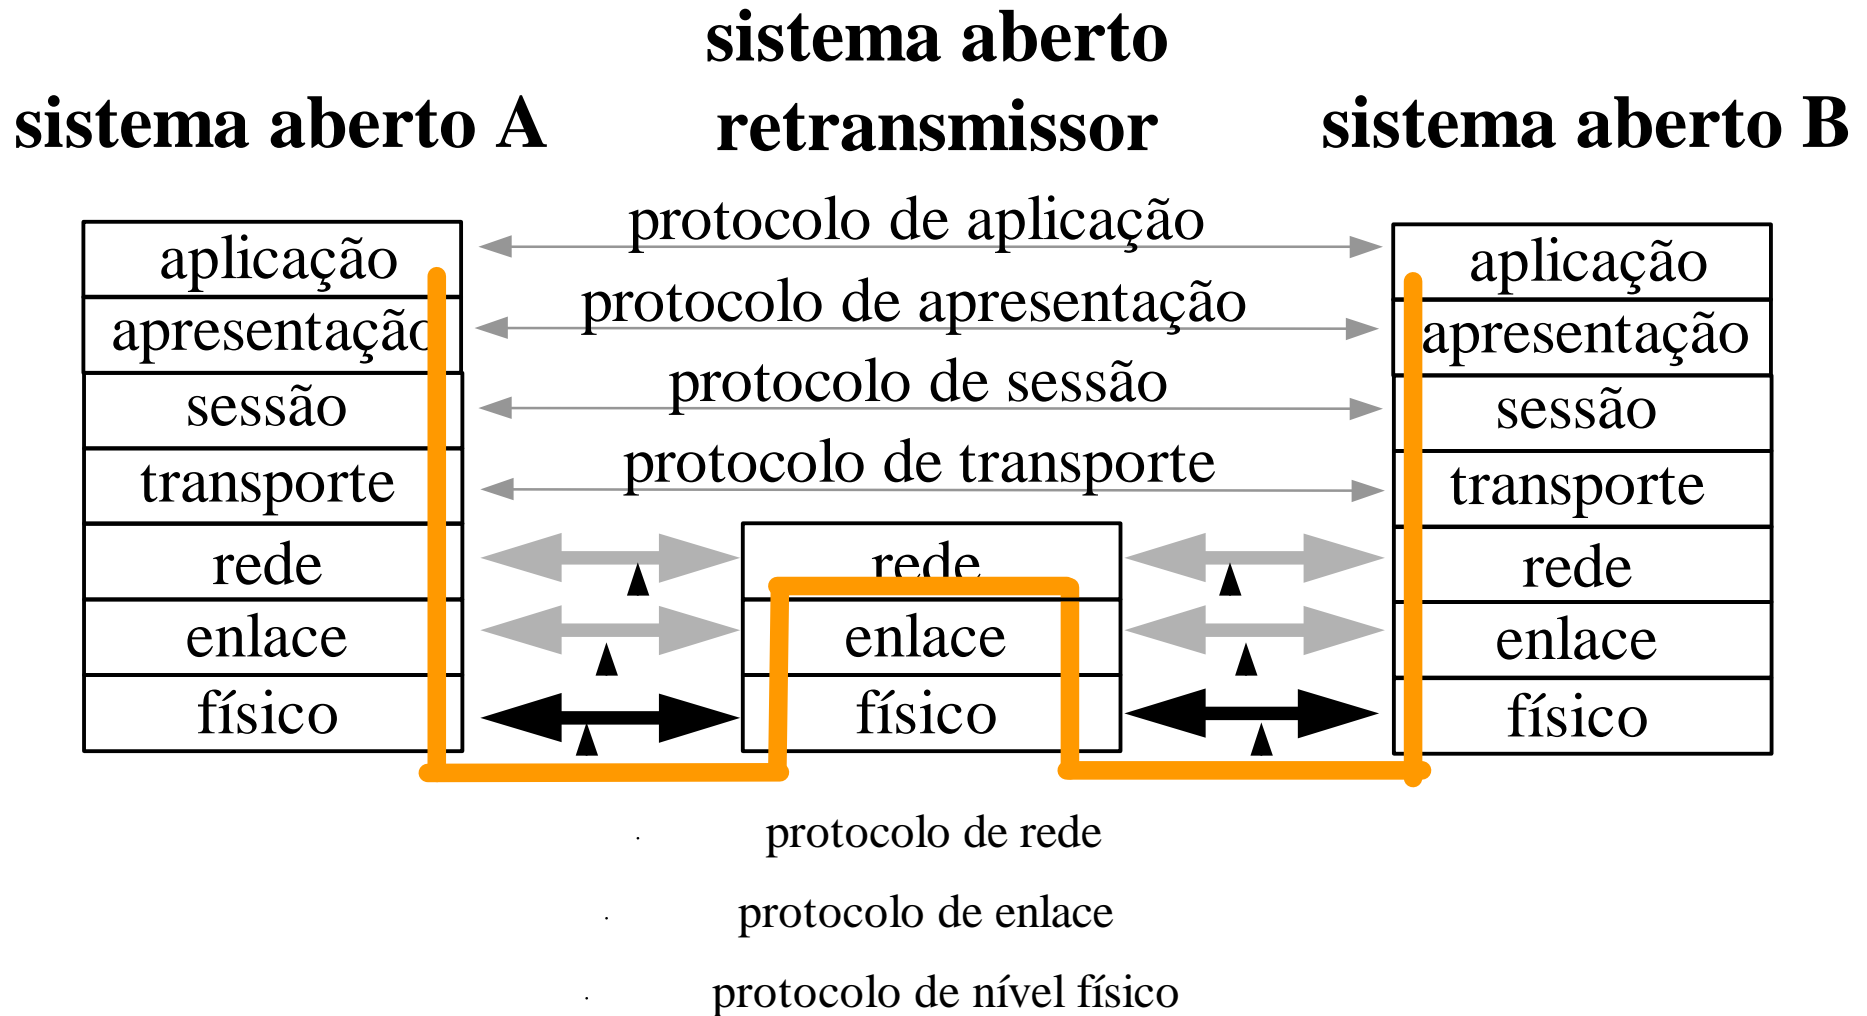 sistema aberto A
sistema aberto
retransmissor
sistema aberto B
aplicação
apresentação
sessão
transporte
rede
enlace
físico
protocolo de aplicação
protocolo de apresentação
protocolo de sessão
protocolo de transporte
rede
enlace
físico
aplicação
apresentação
sessão
transporte
rede
enlace
físico
protocolo de rede
protocolo de enlace
protocolo de nível físico